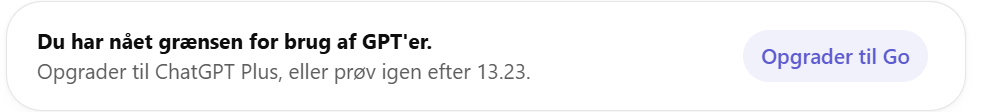 Du har nået grænsen for brug af GPT'er.
Opgrader til ChatGPT Plus, eller prøv igen efter 13.23.
Opgrader til Go